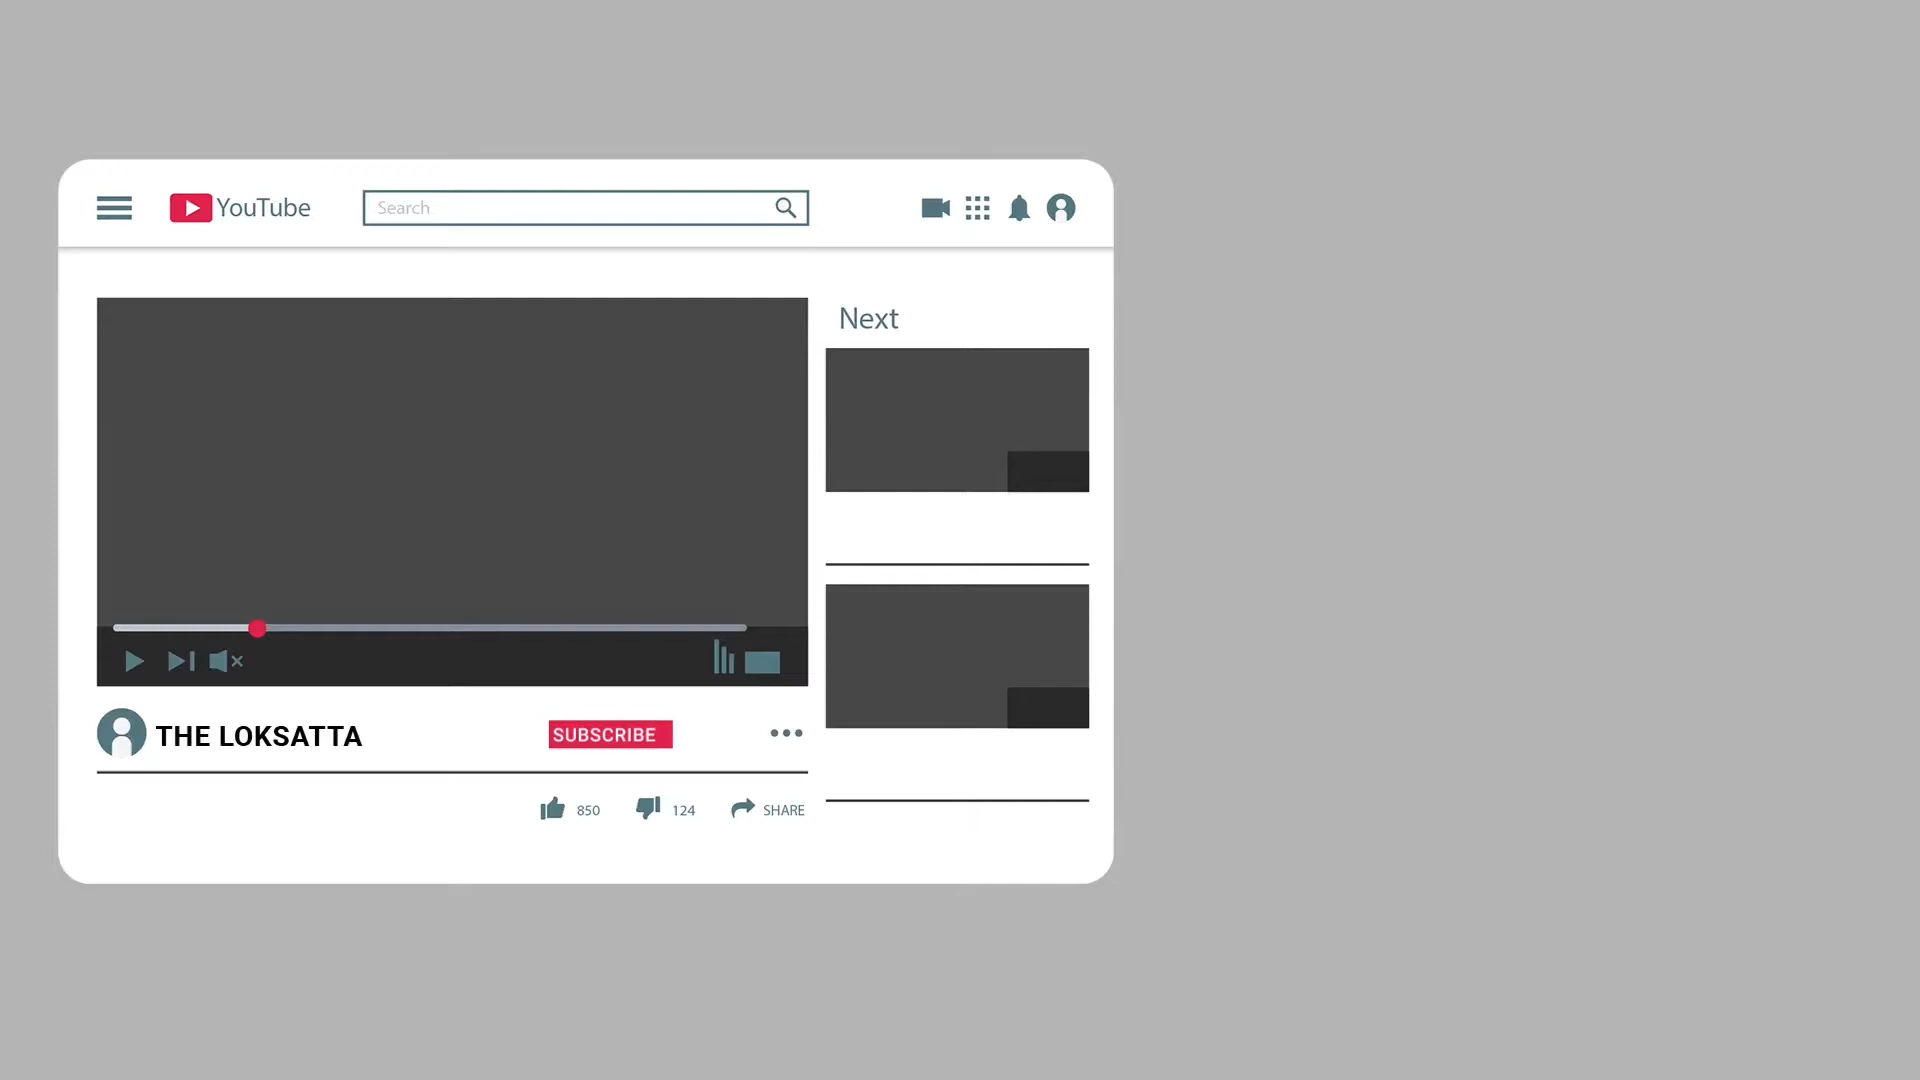 YouTube
Search
Next
THE LOKSATTA
SUBSCRIBE
850
124
SHARE